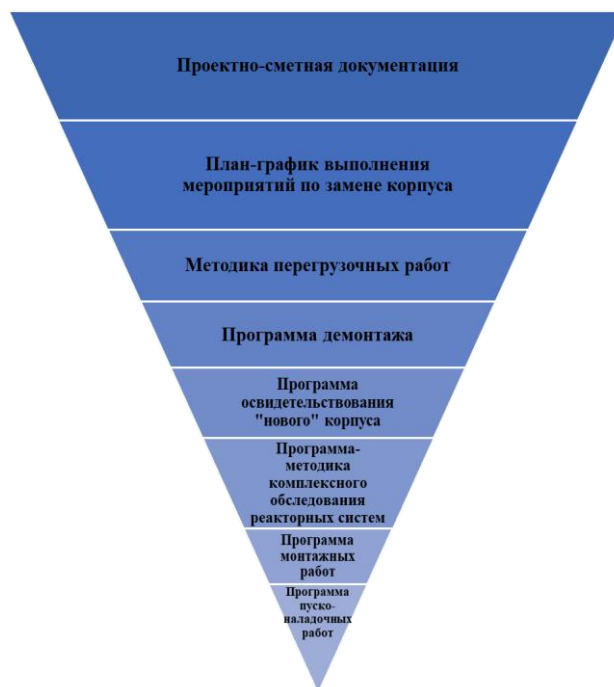 Проектно-сметная документация
План-график выполнения
мероприятий по замене корпуса
Методика перегрузочных работ
Программа демонтажа
Программа
освидетельствования
"нового" корпуса
Программа-
методика
комплексного
обследования
реакторных систем
Программа
монтажных
работ
Программа
пуско-
наладочных
работ